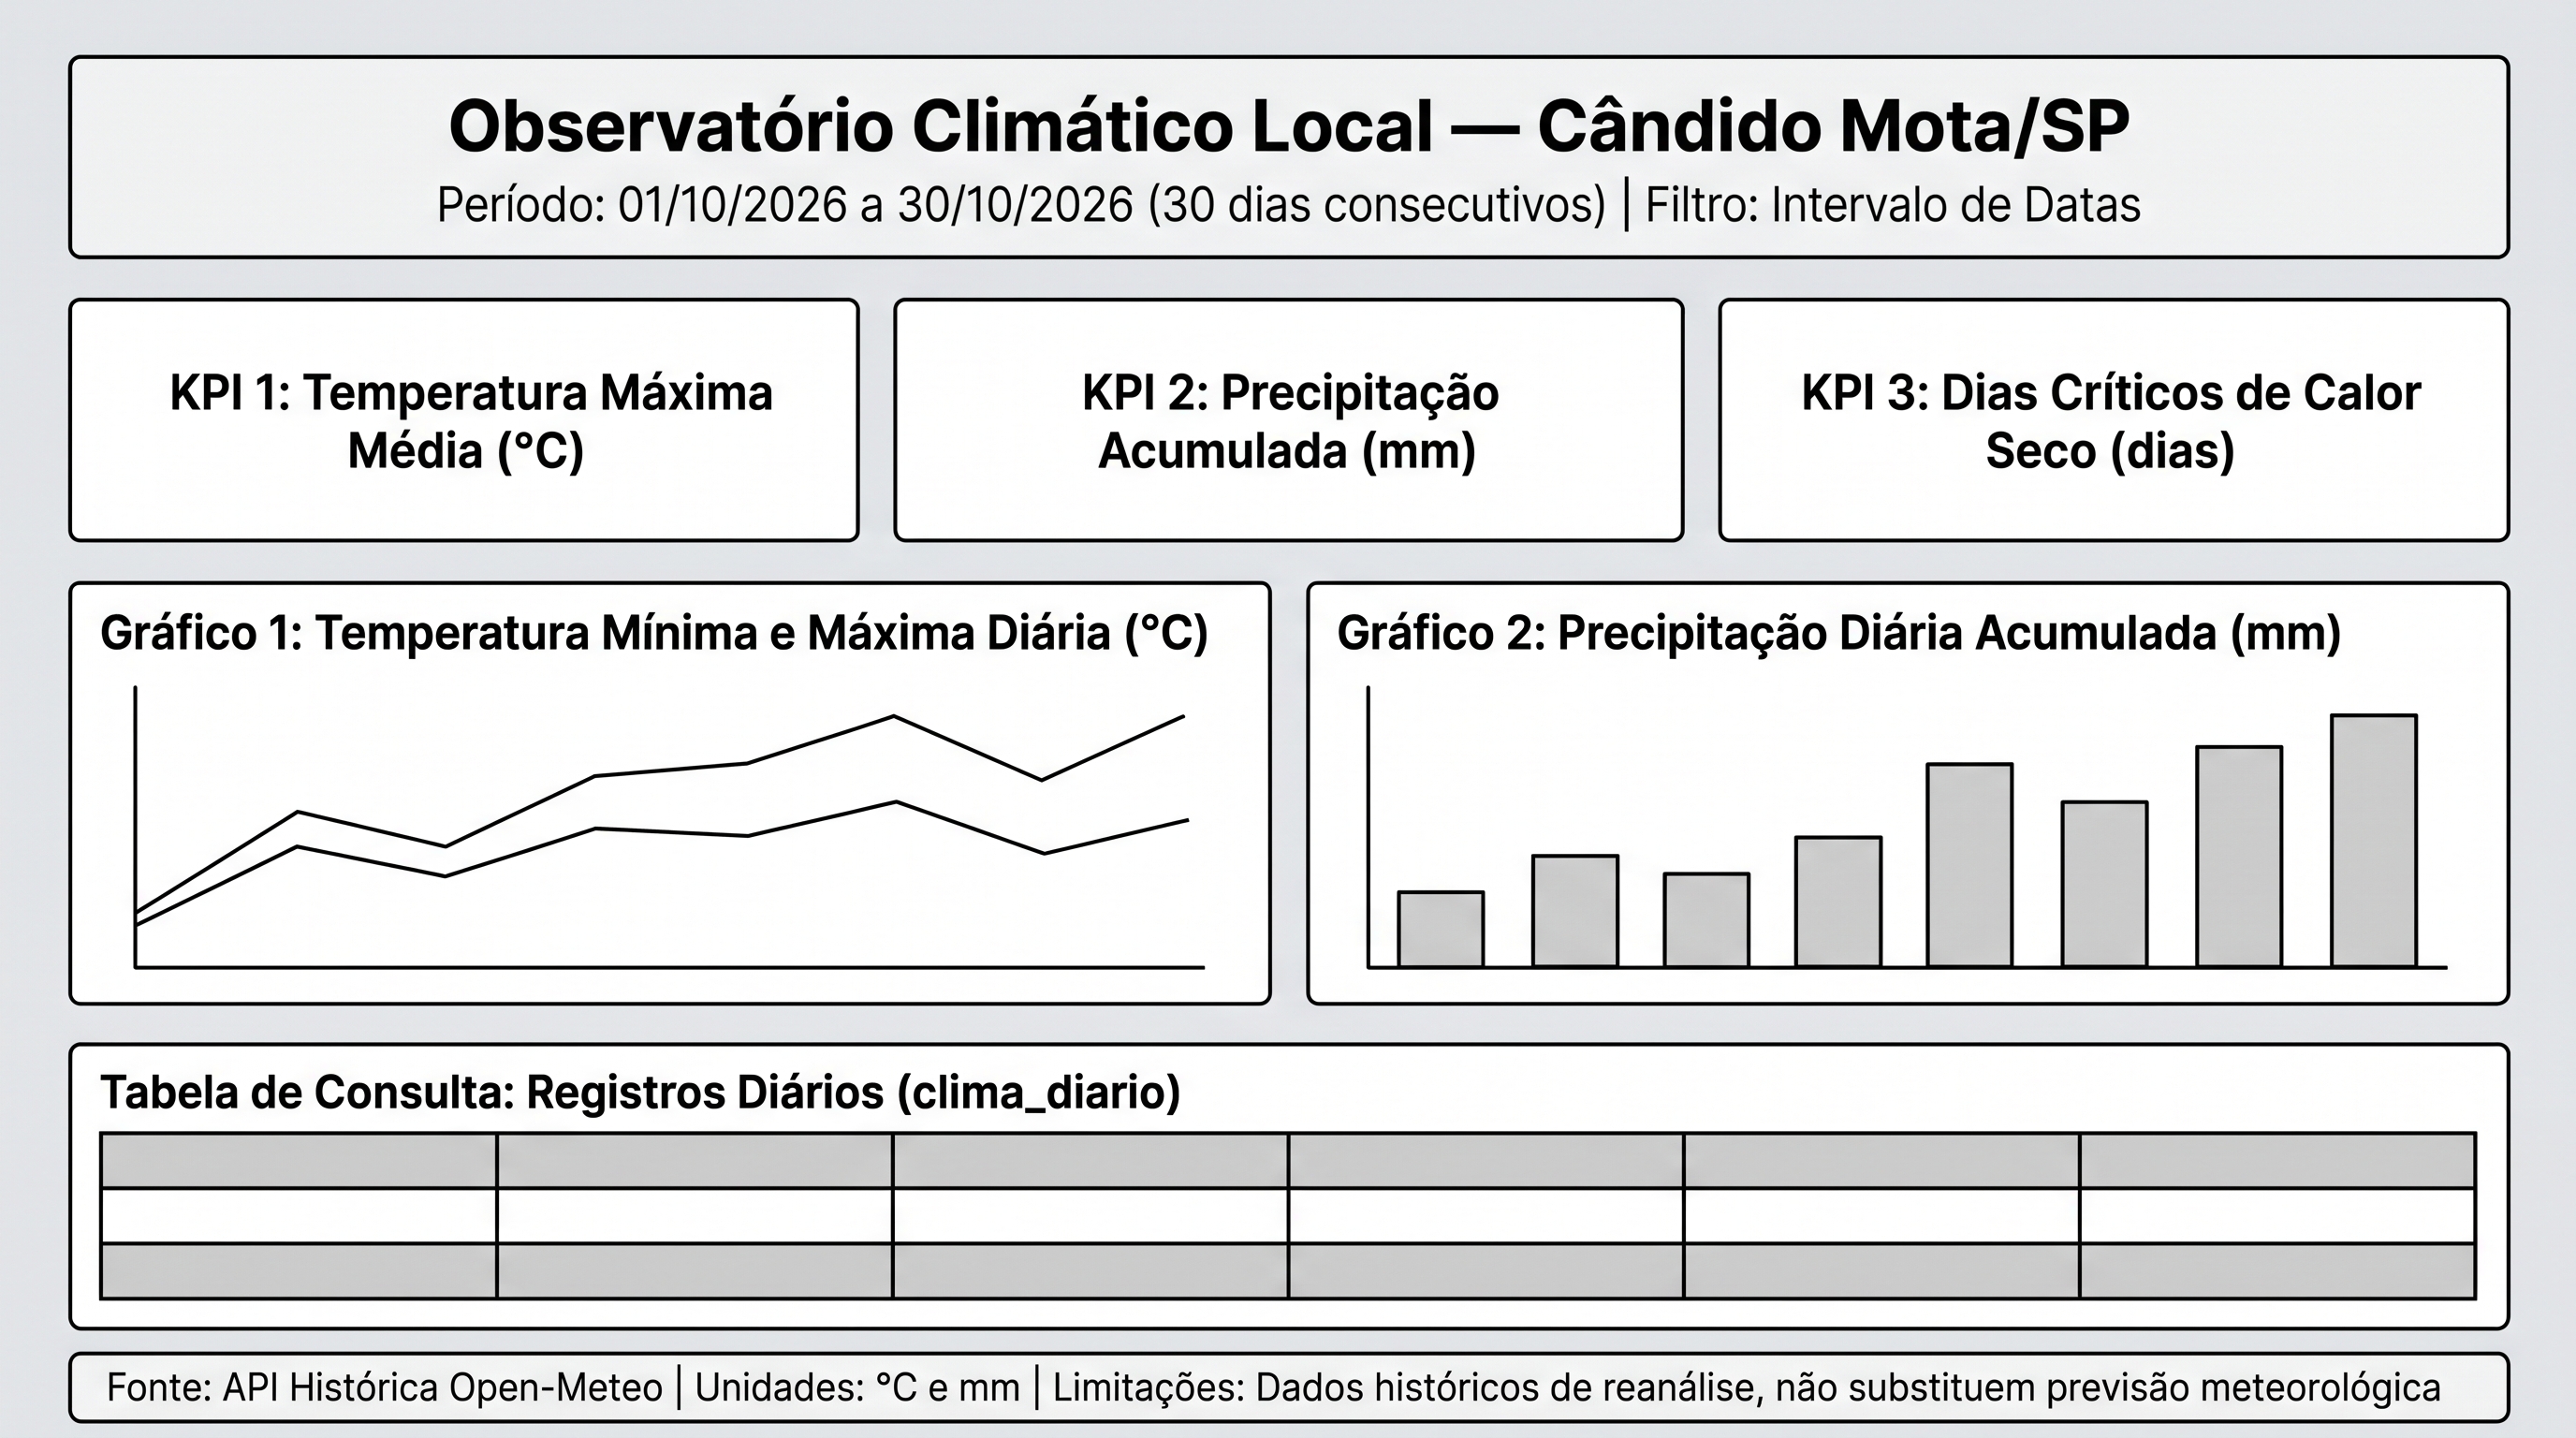 Observatório Climático Local — Cândido Mota/SP
Período: 01/10/2026 a 30/10/2026 (30 dias consecutivos) | Filtro: Intervalo de Datas
KPI 1: Temperatura Máxima
Média (°C)
KPI 2: Precipitação
Acumulada (mm)
KPI 3: Dias Críticos de Calor
Seco (dias)
Gráfico 1: Temperatura Mínima e Máxima Diária (°C)
Gráfico 2: Precipitação Diária Acumulada (mm)
Tabela de Consulta: Registros Diários (clima_diario)
Fonte: API Histórica Open-Meteo | Unidades: °C e mm | Limitações: Dados históricos de reanálise, não substituem previsão meteorológica